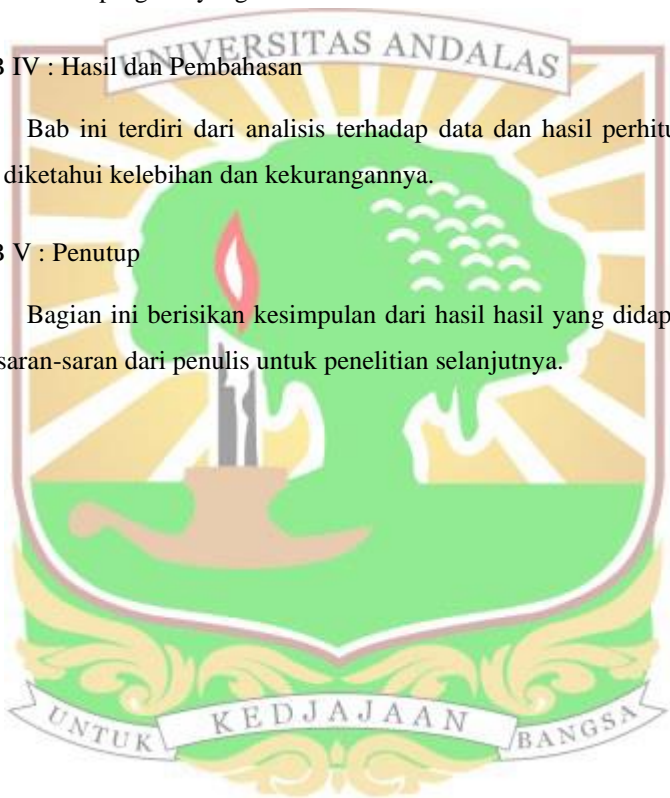 UNIVERSITAS ANDALAS
IV : Hasil dan Pembahasan
Bab ini terdiri dari analisis terhadap data dan hasil
diketahui kelebihan dan kekurangannya.
V : Penutup
Bagian ini berisikan kesimpulan dari hasil hasil yang
saran-saran dari penulis untuk penelitian selanjutnya.
UNTUK KEDJAJAAN BANGSA